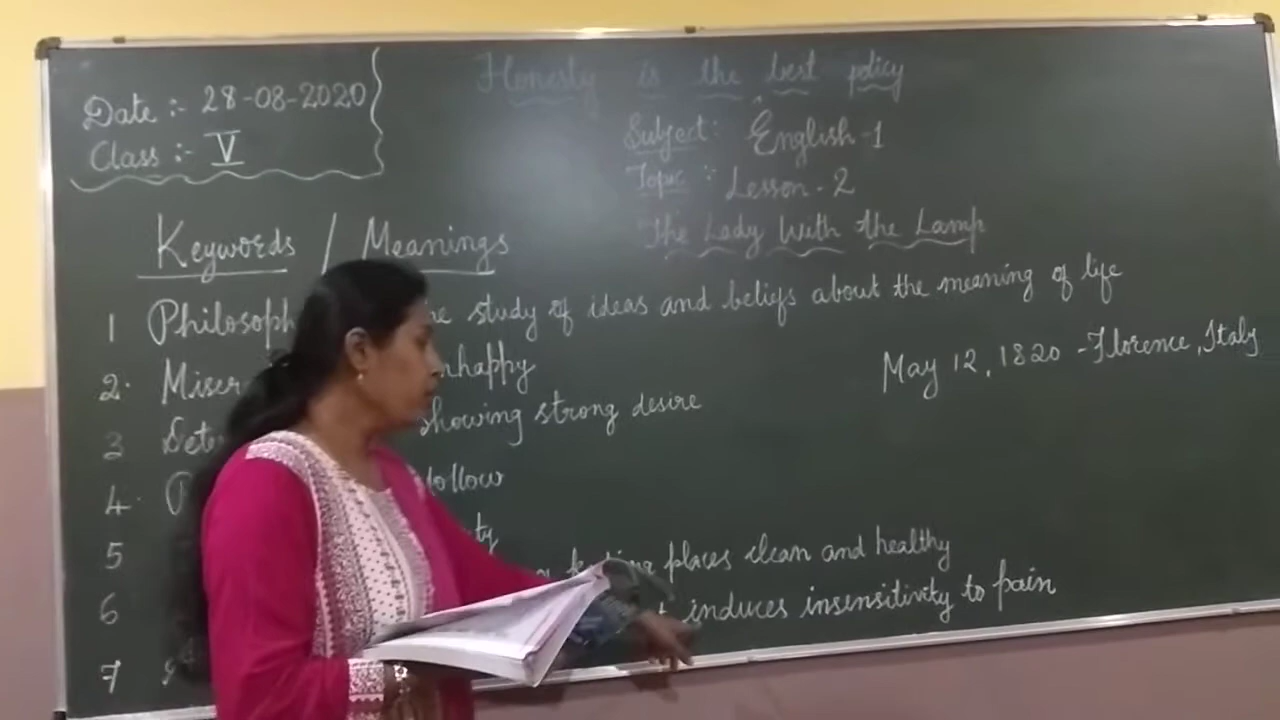 Honesty is the best policy
Date :- 28-08-2020
Class :- V
Subject : English-1
Topic : Lesson - 2
The Lady With the Lamp
Keywords / Meanings
1 Philosoph study of ideas and beliefs about the meaning of life
May 12, 1820 - Florence, Italy
2. Miser nhappy
3 Dete showing strong desire
4. follow
5 ty
6 places clean and healthy
7 induces insensitivity to pain